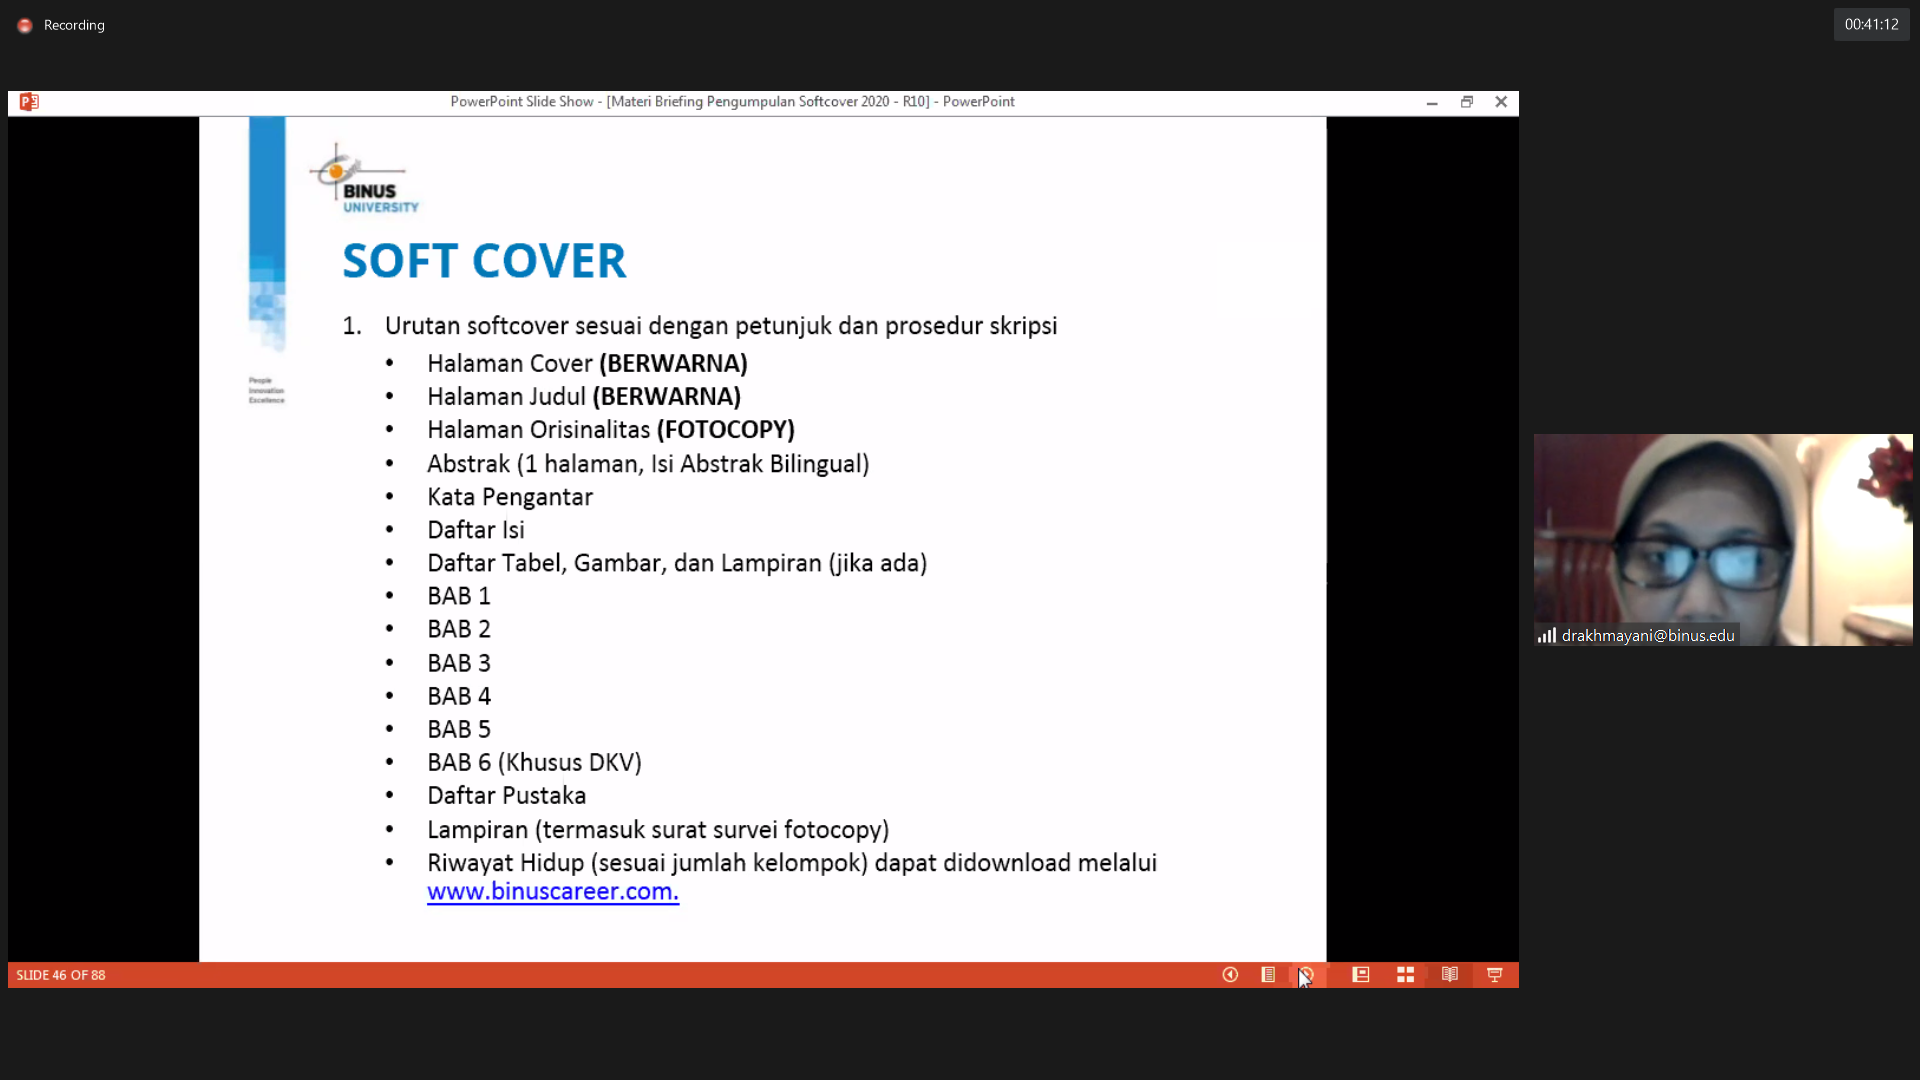 Recording
00:41:12
PowerPoint Slide Show - [Materi Briefing Pengumpulan Softcover 2020 - R10] - PowerPoint
BINUS
UNIVERSITY
People
Innovation
Excellence
SOFT COVER
1. Urutan softcover sesuai dengan petunjuk dan prosedur skripsi
• Halaman Cover (BERWARNA)
• Halaman Judul (BERWARNA)
• Halaman Orisinalitas (FOTOCOPY)
• Abstrak (1 halaman, Isi Abstrak Bilingual)
• Kata Pengantar
• Daftar Isi
• Daftar Tabel, Gambar, dan Lampiran (jika ada)
• BAB 1
• BAB 2
• BAB 3
• BAB 4
• BAB 5
• BAB 6 (Khusus DKV)
• Daftar Pustaka
• Lampiran (termasuk surat survei fotocopy)
• Riwayat Hidup (sesuai jumlah kelompok) dapat didownload melalui
www.binuscareer.com.
drakhmayani@binus.edu
SLIDE 46 OF 88